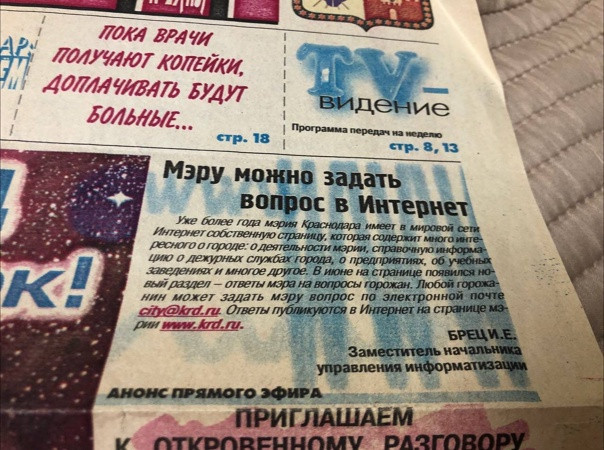 ПОКА ВРАЧИ
ПОЛУЧАЮТ КОПЕЙКИ,
ДОПЛАЧИВАТЬ БУДУТ
БОЛЬНЫЕ...
стр. 18
TV-
видение
Программа передач на неделю
стр. 8, 13
Мэру можно задать
вопрос в Интернет
Уже более года мэрия Краснодара имеет в мировой сети
Интернет собственную страницу, которая содержит много инте-
ресного о городе: о деятельности мэрии, справочную информа-
цию о дежурных службах города, о предприятиях, об учебных
заведениях и многое другое. В июне на странице появился но-
вый раздел – ответы мэра на вопросы горожан. Любой горожа-
нин может задать мэру вопрос по электронной почте
city@krd.ru. Ответы публикуются в Интернет на странице мэ-
рии www.krd.ru.
БРЕЦ И.Е.
Заместитель начальника
управления информатизации
ок!
АНОНС ПРЯМОГО ЭФИРА
ПРИГЛАШАЕМ
К ОТКРОВЕННОМУ РАЗГОВОРУ